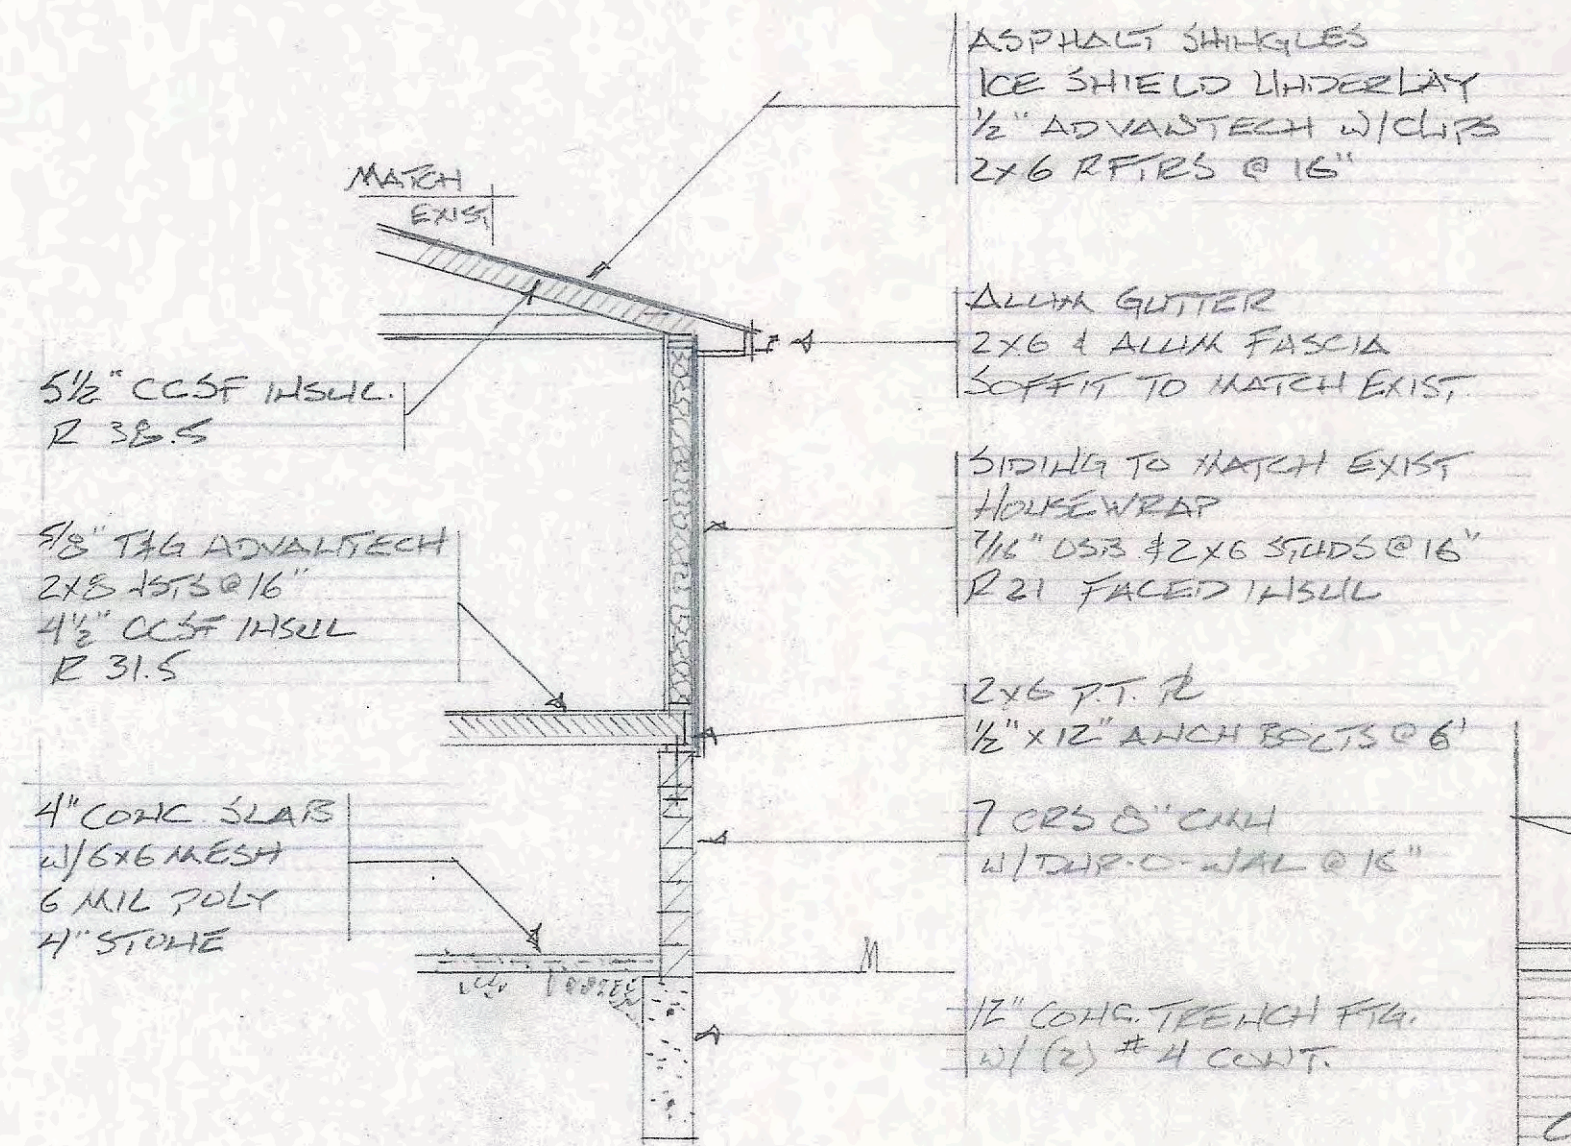 ASPHALT SHINGLES
ICE SHIELD UNDERLAY
1/2" ADVANTECH W/CLIPS
2x6 RFTRS @ 16"
MATCH
EXIST
ALUM GUTTER
2x6 & ALUM FASCIA
SOFFIT TO MATCH EXIST.
5 1/2" CCSF INSUL.
R 38.5
SIDING TO MATCH EXIST
HOUSEWRAP
7/16" OSB & 2x6 STUDS @ 16"
R21 FACED INSUL
5/8" T&G ADVANTECH
2x8 JSTS @ 16"
4 1/2" CCSF INSUL
R 31.5
2x6 P.T. PL
1/2" x 12" ANCH BOLTS @ 6'
4" CONC SLAB
w/6x6 MESH
6 MIL POLY
4" STONE
7 CRS 8" CMU
W/ DUR-O-WAL @ 16"
12" CONC. TRENCH FTG.
W/ (2) #4 CONT.